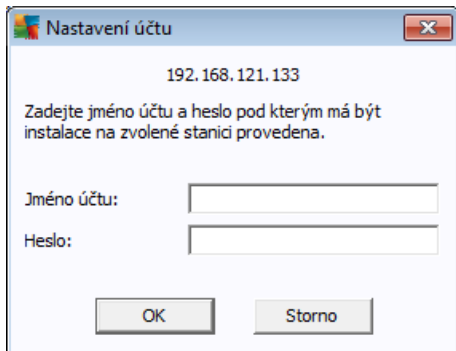 Nastavení účtu
192.168.121.133
Zadejte jméno účtu a heslo pod kterým má být
instalace na zvolené stanici provedena.
Jméno účtu:
Heslo:
OK Storno